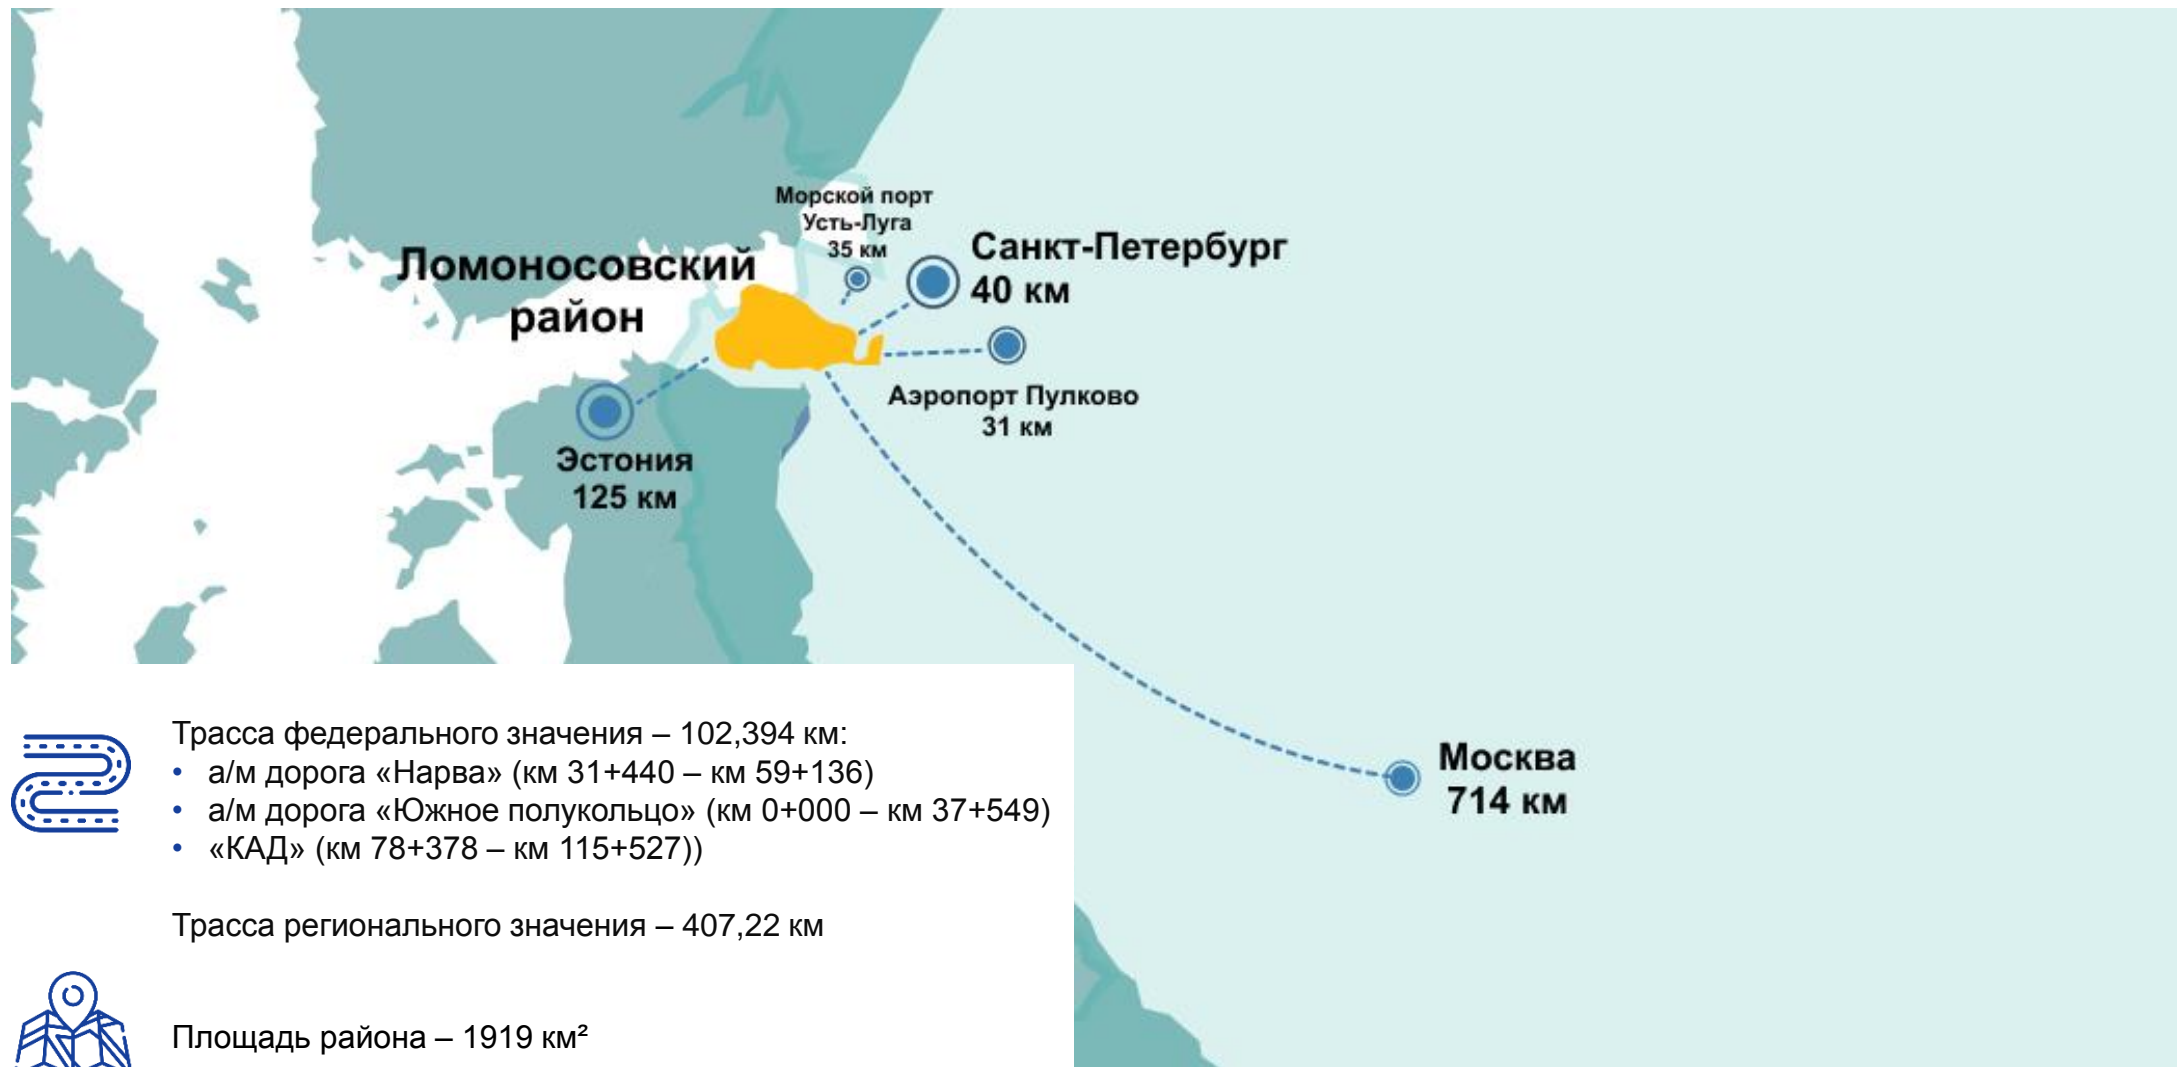 Морской порт
Усть-Луга
35 км
Санкт-Петербург
40 км
Ломоносовский
район
Аэропорт Пулково
31 км
Эстония
125 км
Москва
714 км
Трасса федерального значения – 102,394 км:
• а/м дорога «Нарва» (км 31+440 – км 59+136)
• а/м дорога «Южное полукольцо» (км 0+000 – км 37+549)
• «КАД» (км 78+378 – км 115+527))
Трасса регионального значения – 407,22 км
Площадь района – 1919 км²